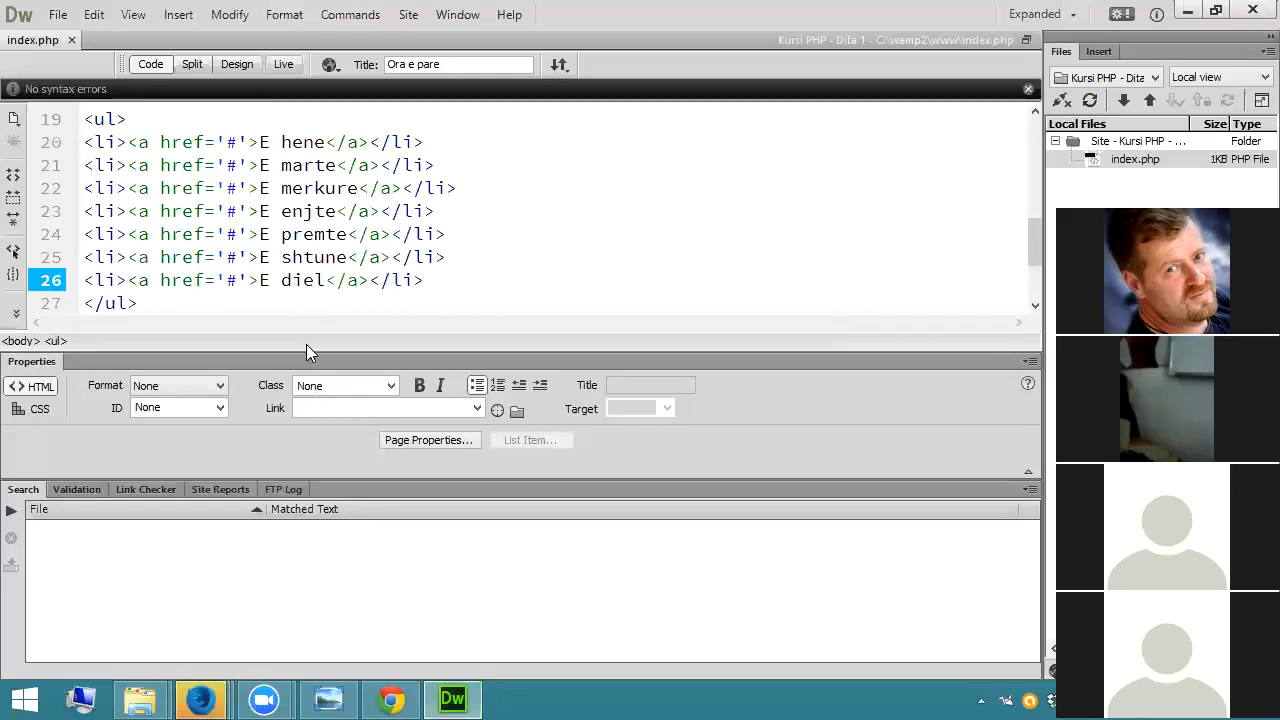 Dw File Edit View Insert Modify Format Commands Site Window Help Expanded
index.php Kursi PHP - Dita 1 - C:\wamp2\www\index.php Files Insert
Code Split Design Live Title: Ora e pare Kursi PHP - Dita Local view
No syntax errors
Local Files Size Type
19 <ul> Site - Kursi PHP - ... Folder
20 <li><a href='#'>E hene</a></li> index.php 1KB PHP File
21 <li><a href='#'>E marte</a></li>
22 <li><a href='#'>E merkure</a></li>
23 <li><a href='#'>E enjte</a></li>
24 <li><a href='#'>E premte</a></li>
25 <li><a href='#'>E shtune</a></li>
26 <li><a href='#'>E diel</a></li>
27 </ul>
<body> <ul>
Properties
<> HTML Format None Class None B I Title
CSS ID None Link Target
Page Properties... List Item...
Search Validation Link Checker Site Reports FTP Log
File Matched Text
Dw